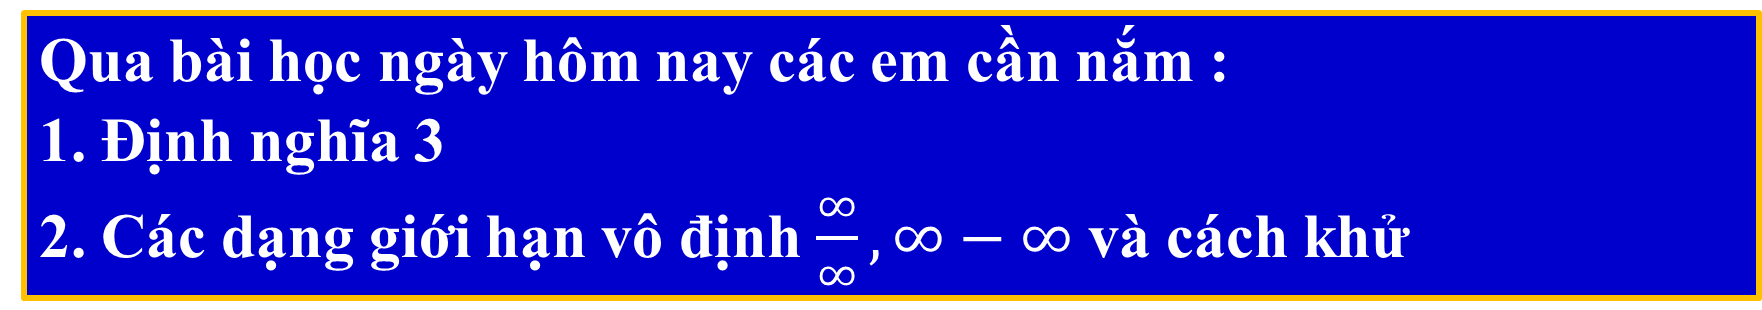 Qua bài học ngày hôm nay các em cần nắm :
1. Định nghĩa 3
2. Các dạng giới hạn vô định ∞/∞ , ∞ − ∞ và cách khử